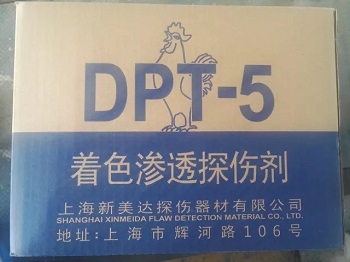 DPT-5
着色渗透探伤剂
上海新美达探伤器材有限公司
SHANGHAI XINMEIDA FLAW DETECTION MATERIAL CO., LTD.
地址:上海市辉河路106号